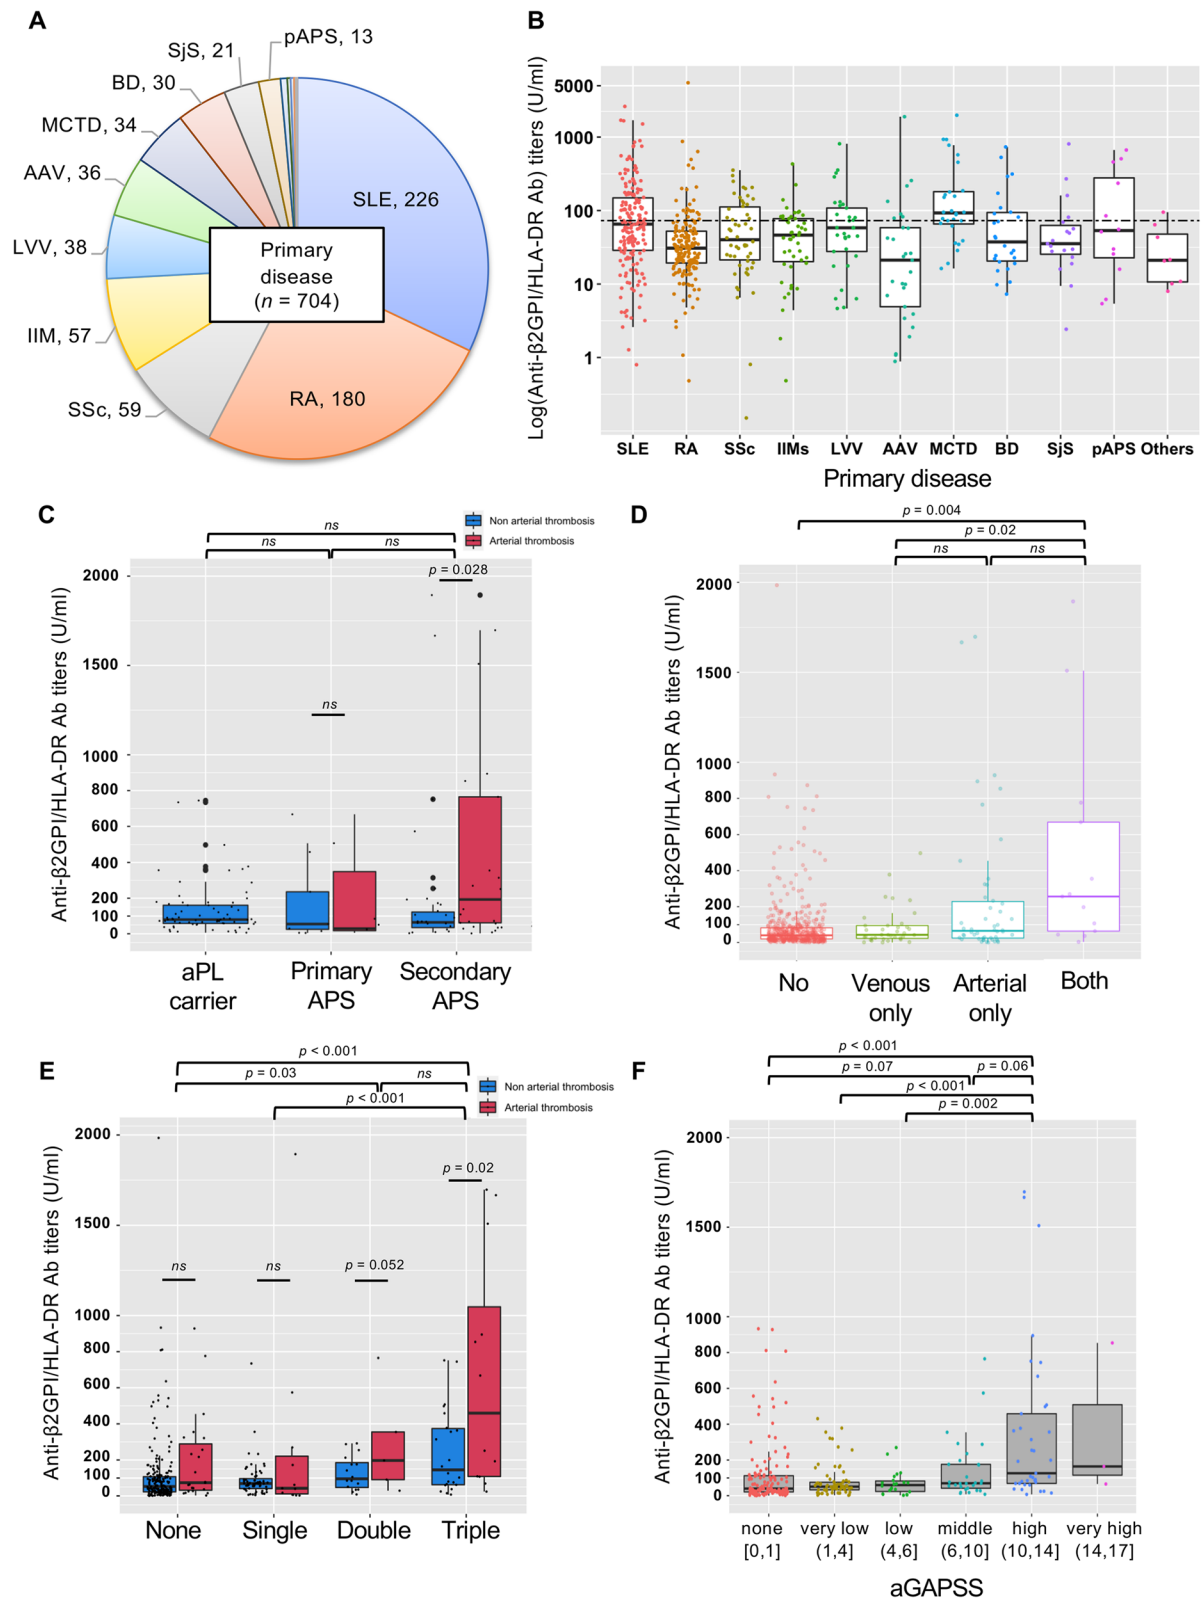 A
pAPS, 13
SjS, 21
BD, 30
MCTD, 34
AAV, 36
LVV, 38
IIM, 57
SSc, 59
SLE, 226
RA, 180
Primary
disease
(n = 704)
B
Log(Anti-β2GPI/HLA-DR Ab) titers (U/ml)
5000
1000
100
10
1
SLE RA SSc IIMs LVV AAV MCTD BD SjS pAPS Others
Primary disease
C
ns
ns ns
Non arterial thrombosis
Arterial thrombosis
p = 0.028
ns
Anti-β2GPI/HLA-DR Ab titers (U/ml)
2000
1500
1000
800
600
400
200
100
0
aPL
carrier
Primary
APS
Secondary
APS
D
p = 0.004
p = 0.02
ns ns
Anti-β2GPI/HLA-DR Ab titers (U/ml)
2000
1500
1000
800
600
400
200
100
0
No
Venous
only
Arterial
only
Both
E
p < 0.001
p = 0.03 ns
p < 0.001
Non arterial thrombosis
Arterial thrombosis
p = 0.02
ns ns p = 0.052
Anti-β2GPI/HLA-DR Ab titers (U/ml)
2000
1500
1000
800
600
400
200
100
0
None Single Double Triple
F
p < 0.001
p = 0.07 p = 0.06
p < 0.001
p = 0.002
Anti-β2GPI/HLA-DR Ab titers (U/ml)
2000
1500
1000
800
600
400
200
100
0
none very low low middle high very high
[0,1] (1,4] (4,6] (6,10] (10,14] (14,17]
aGAPSS